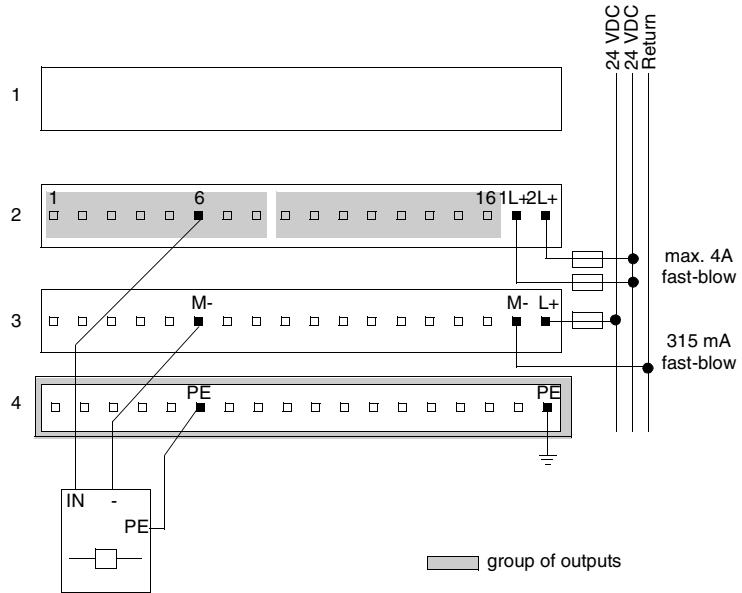 24 VDC
24 VDC
Return
1
2
1
6
16
1L+
2L+
max. 4A
fast-blow
3
M-
M-
L+
315 mA
fast-blow
4
PE
PE
IN
-
PE
group of outputs